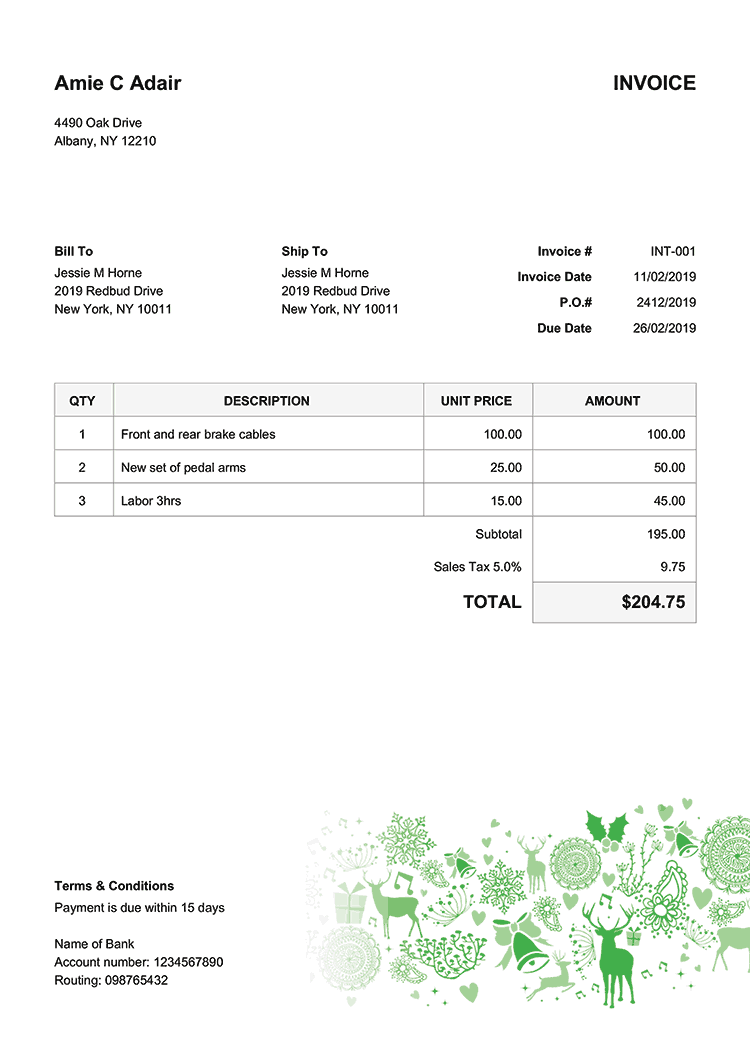 Amie C Adair
INVOICE
4490 Oak Drive
Albany, NY 12210
Bill To
Jessie M Horne
2019 Redbud Drive
New York, NY 10011
Ship To
Jessie M Horne
2019 Redbud Drive
New York, NY 10011
Invoice # INT-001
Invoice Date 11/02/2019
P.O.# 2412/2019
Due Date 26/02/2019
QTY DESCRIPTION UNIT PRICE AMOUNT
1 Front and rear brake cables 100.00 100.00
2 New set of pedal arms 25.00 50.00
3 Labor 3hrs 15.00 45.00
Subtotal 195.00
Sales Tax 5.0% 9.75
TOTAL $204.75
Terms & Conditions
Payment is due within 15 days
Name of Bank
Account number: 1234567890
Routing: 098765432